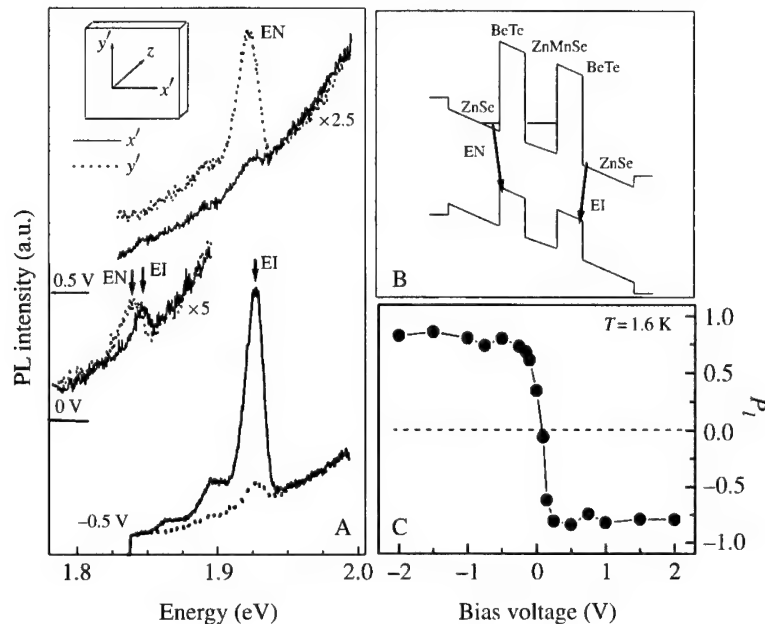 y′
z
x′
x′
y′
EN
×2.5
0.5 V
EN
EI
EI
×5
0 V
−0.5 V
A
1.8
1.9
2.0
Energy (eV)
PL intensity (a.u.)
BeTe
ZnMnSe
BeTe
ZnSe
EN
ZnSe
EI
B
T = 1.6 K
1.0
0.5
0.0
−0.5
−1.0
P_l
C
−2
−1
0
1
2
Bias voltage (V)